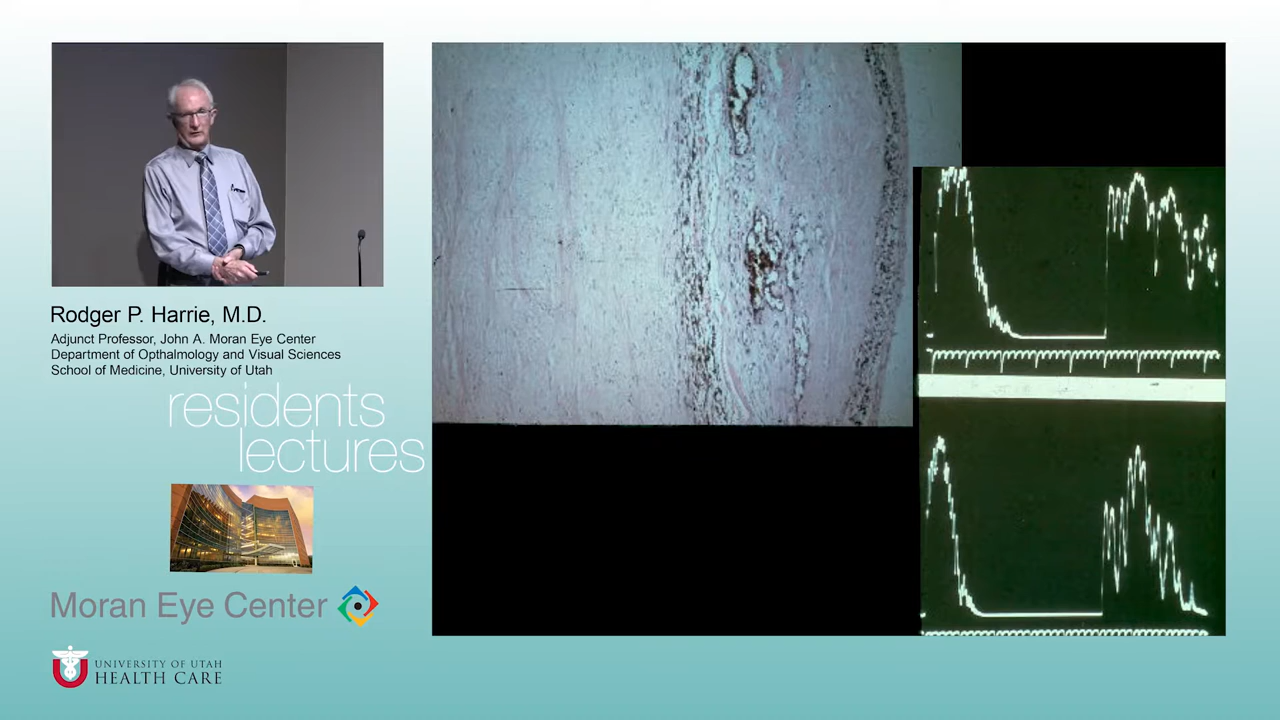 Rodger P. Harrie, M.D.
Adjunct Professor, John A. Moran Eye Center
Department of Opthalmology and Visual Sciences
School of Medicine, University of Utah
residents
lectures
Moran Eye Center
UNIVERSITY OF UTAH
HEALTH CARE